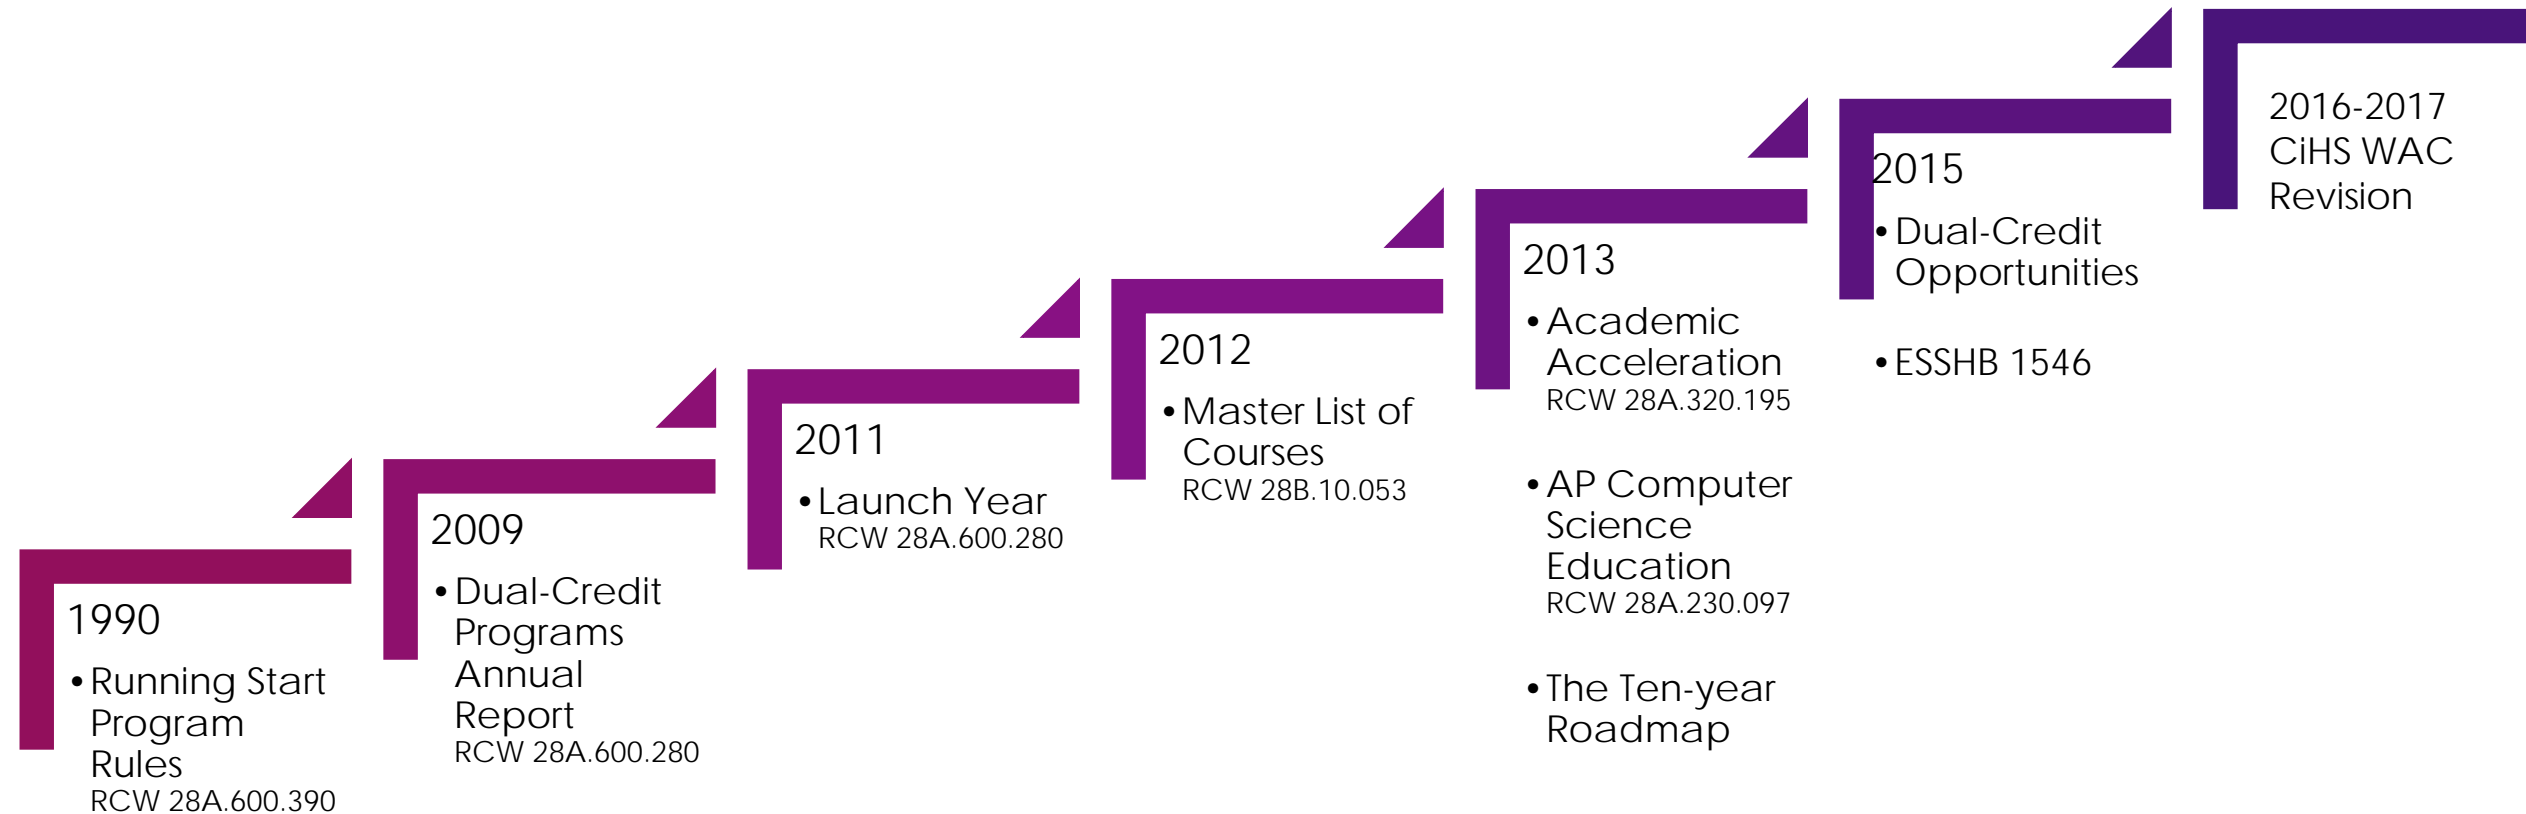 1990
•Running Start
Program
Rules
RCW 28A.600.390
2009
•Dual-Credit
Programs
Annual
Report
RCW 28A.600.280
2011
•Launch Year
RCW 28A.600.280
2012
•Master List of
Courses
RCW 28B.10.053
2013
•Academic
Acceleration
RCW 28A.320.195
•AP Computer
Science
Education
RCW 28A.230.097
•The Ten-year
Roadmap
2015
•Dual-Credit
Opportunities
•ESSHB 1546
2016-2017
CiHS WAC
Revision